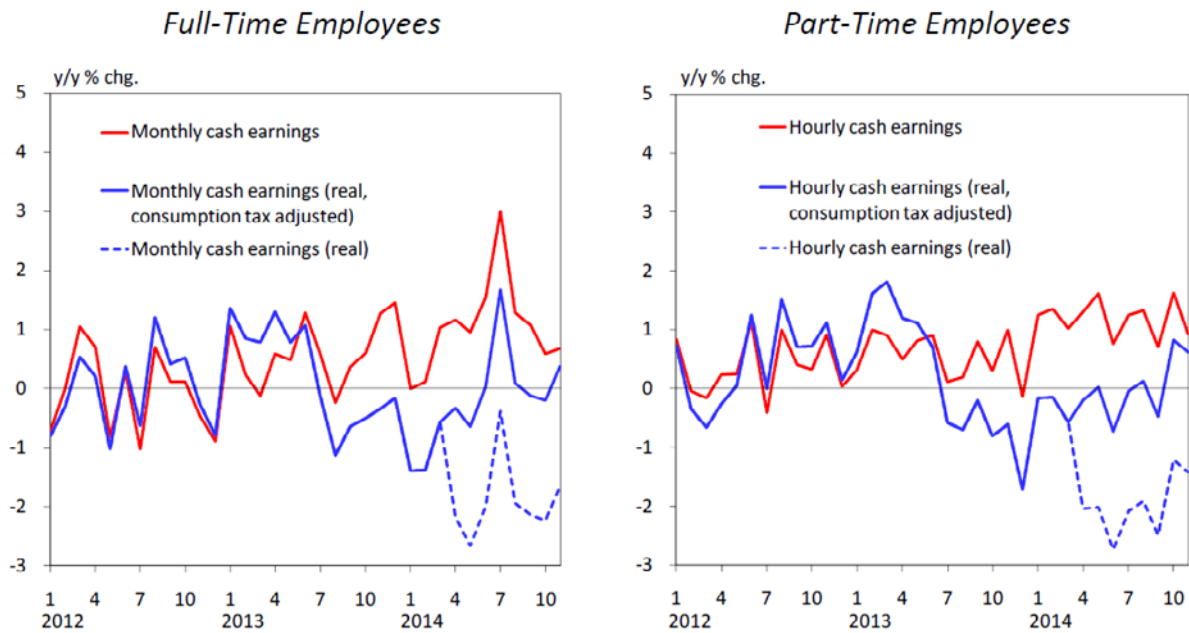 Full-Time Employees
y/y % chg.
5
4
3
2
1
0
-1
-2
-3
Monthly cash earnings
Monthly cash earnings (real,
consumption tax adjusted)
Monthly cash earnings (real)
1 4 7 10 1 4 7 10 1 4 7 10
2012 2013 2014
Part-Time Employees
y/y % chg.
5
4
3
2
1
0
-1
-2
-3
Hourly cash earnings
Hourly cash earnings (real,
consumption tax adjusted)
Hourly cash earnings (real)
1 4 7 10 1 4 7 10 1 4 7 10
2012 2013 2014